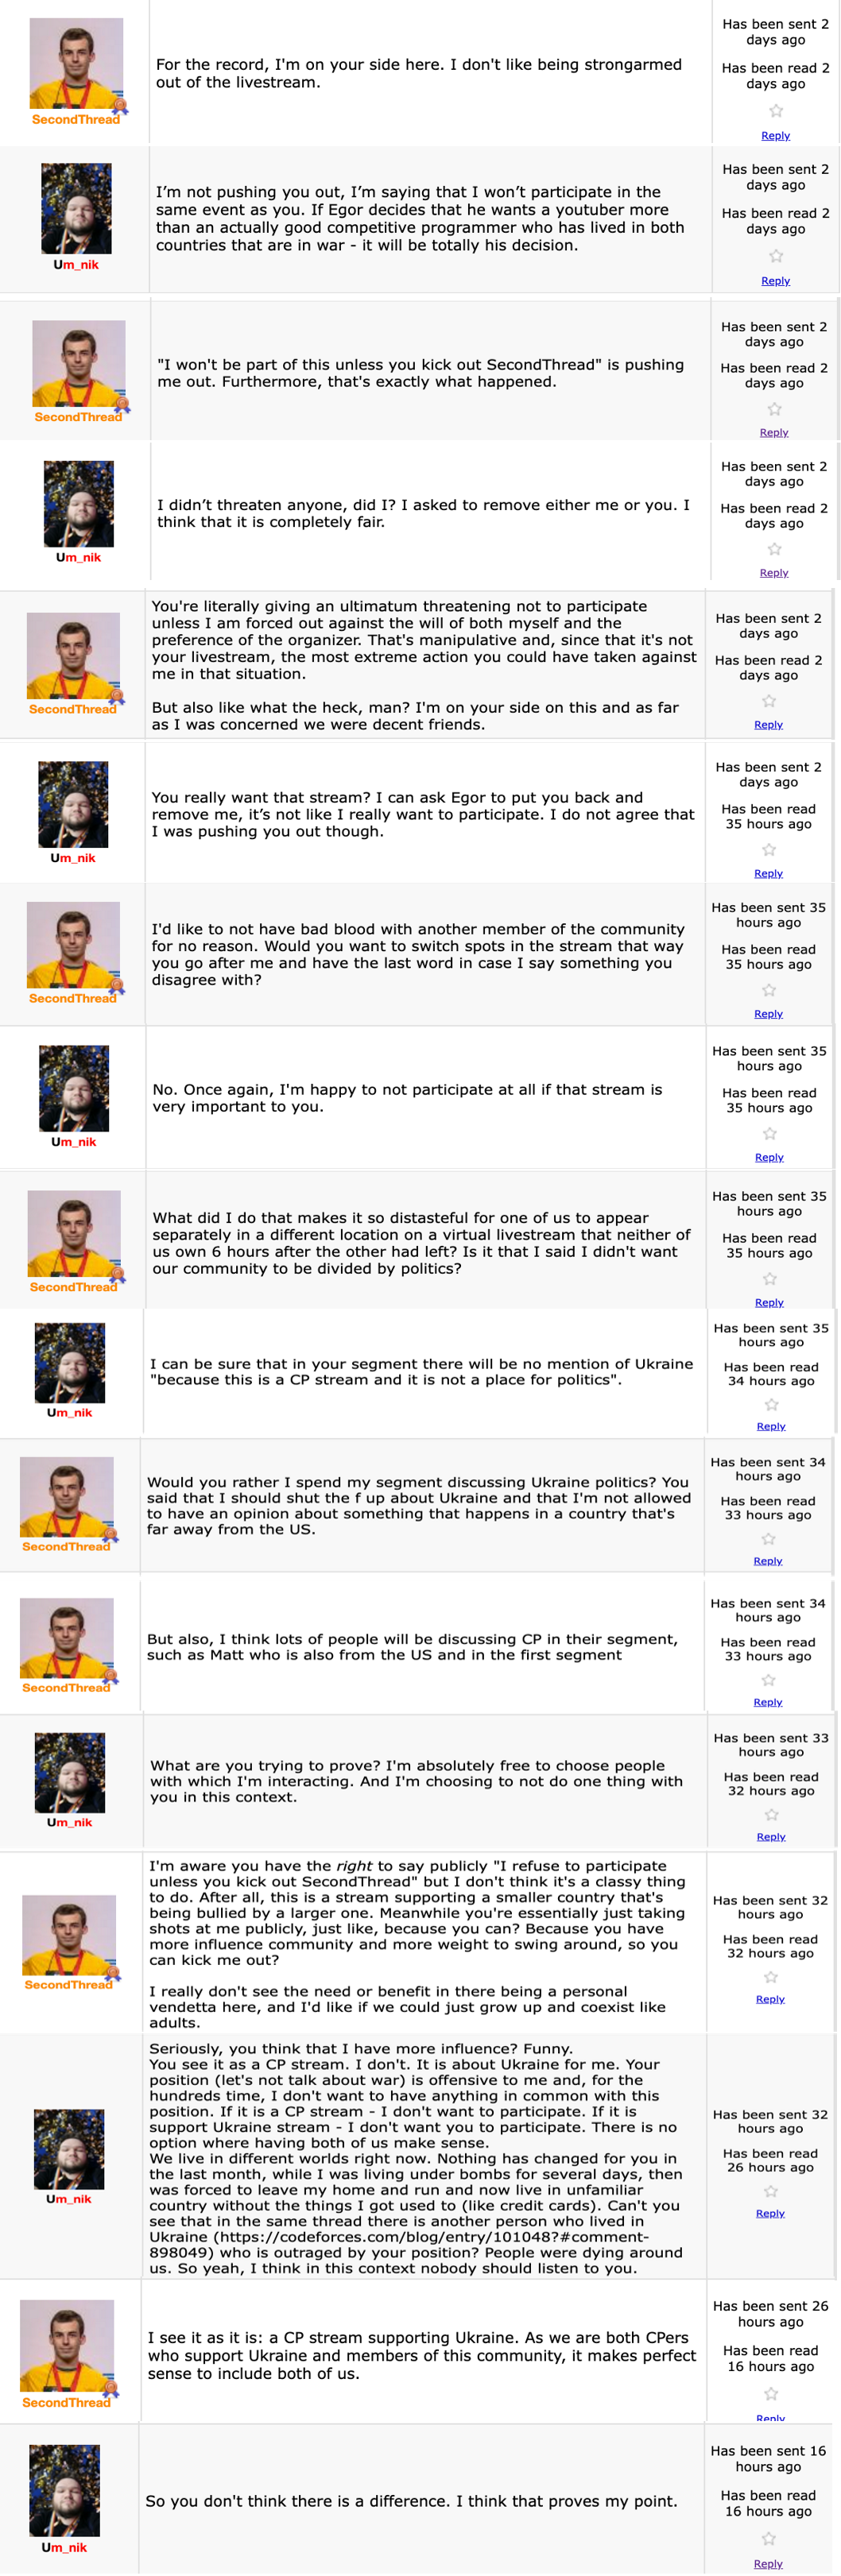 For the record, I'm on your side here. I don't like being strongarmed
out of the livestream.
SecondThread
Has been sent 2
days ago
Has been read 2
days ago
Reply
I'm not pushing you out, I'm saying that I won't participate in the
same event as you. If Egor decides that he wants a youtuber more
than an actually good competitive programmer who has lived in both
countries that are in war - it will be totally his decision.
Um_nik
Has been sent 2
days ago
Has been read 2
days ago
Reply
"I won't be part of this unless you kick out SecondThread" is pushing
me out. Furthermore, that's exactly what happened.
SecondThread
Has been sent 2
days ago
Has been read 2
days ago
Reply
I didn't threaten anyone, did I? I asked to remove either me or you. I
think that it is completely fair.
Um_nik
Has been sent 2
days ago
Has been read 2
days ago
Reply
You're literally giving an ultimatum threatening not to participate
unless I am forced out against the will of both myself and the
preference of the organizer. That's manipulative and, since that it's not
your livestream, the most extreme action you could have taken against
me in that situation.
But also like what the heck, man? I'm on your side on this and as far
as I was concerned we were decent friends.
SecondThread
Has been sent 2
days ago
Has been read 2
days ago
Reply
You really want that stream? I can ask Egor to put you back and
remove me, it's not like I really want to participate. I do not agree that
I was pushing you out though.
Um_nik
Has been sent 2
days ago
Has been read
35 hours ago
Reply
I'd like to not have bad blood with another member of the community
for no reason. Would you want to switch spots in the stream that way
you go after me and have the last word in case I say something you
disagree with?
SecondThread
Has been sent 35
hours ago
Has been read
35 hours ago
Reply
No. Once again, I'm happy to not participate at all if that stream is
very important to you.
Um_nik
Has been sent 35
hours ago
Has been read
35 hours ago
Reply
What did I do that makes it so distasteful for one of us to appear
separately in a different location on a virtual livestream that neither of
us own 6 hours after the other had left? Is it that I said I didn't want
our community to be divided by politics?
SecondThread
Has been sent 35
hours ago
Has been read
35 hours ago
Reply
I can be sure that in your segment there will be no mention of Ukraine
"because this is a CP stream and it is not a place for politics".
Um_nik
Has been sent 35
hours ago
Has been read
34 hours ago
Reply
Would you rather I spend my segment discussing Ukraine politics? You
said that I should shut the f up about Ukraine and that I'm not allowed
to have an opinion about something that happens in a country that's
far away from the US.
SecondThread
Has been sent 34
hours ago
Has been read
33 hours ago
Reply
But also, I think lots of people will be discussing CP in their segment,
such as Matt who is also from the US and in the first segment
SecondThread
Has been sent 34
hours ago
Has been read
33 hours ago
Reply
What are you trying to prove? I'm absolutely free to choose people
with which I'm interacting. And I'm choosing to not do one thing with
you in this context.
Um_nik
Has been sent 33
hours ago
Has been read
32 hours ago
Reply
I'm aware you have the right to say publicly "I refuse to participate
unless you kick out SecondThread" but I don't think it's a classy thing
to do. After all, this is a stream supporting a smaller country that's
being bullied by a larger one. Meanwhile you're essentially just taking
shots at me publicly, just like, because you can? Because you have
more influence community and more weight to swing around, so you
can kick me out?
I really don't see the need or benefit in there being a personal
vendetta here, and I'd like if we could just grow up and coexist like
adults.
SecondThread
Has been sent 32
hours ago
Has been read
32 hours ago
Reply
Seriously, you think that I have more influence? Funny.
You see it as a CP stream. I don't. It is about Ukraine for me. Your
position (let's not talk about war) is offensive to me and, for the
hundreds time, I don't want to have anything in common with this
position. If it is a CP stream - I don't want to participate. If it is
support Ukraine stream - I don't want you to participate. There is no
option where having both of us make sense.
We live in different worlds right now. Nothing has changed for you in
the last month, while I was living under bombs for several days, then
was forced to leave my home and run and now live in unfamiliar
country without the things I got used to (like credit cards). Can't you
see that in the same thread there is another person who lived in
Ukraine (https://codeforces.com/blog/entry/101048?#comment-
898049) who is outraged by your position? People were dying around
us. So yeah, I think in this context nobody should listen to you.
Um_nik
Has been sent 32
hours ago
Has been read
26 hours ago
Reply
I see it as it is: a CP stream supporting Ukraine. As we are both CPers
who support Ukraine and members of this community, it makes perfect
sense to include both of us.
SecondThread
Has been sent 26
hours ago
Has been read
16 hours ago
Reply
So you don't think there is a difference. I think that proves my point.
Um_nik
Has been sent 16
hours ago
Has been read
16 hours ago
Reply